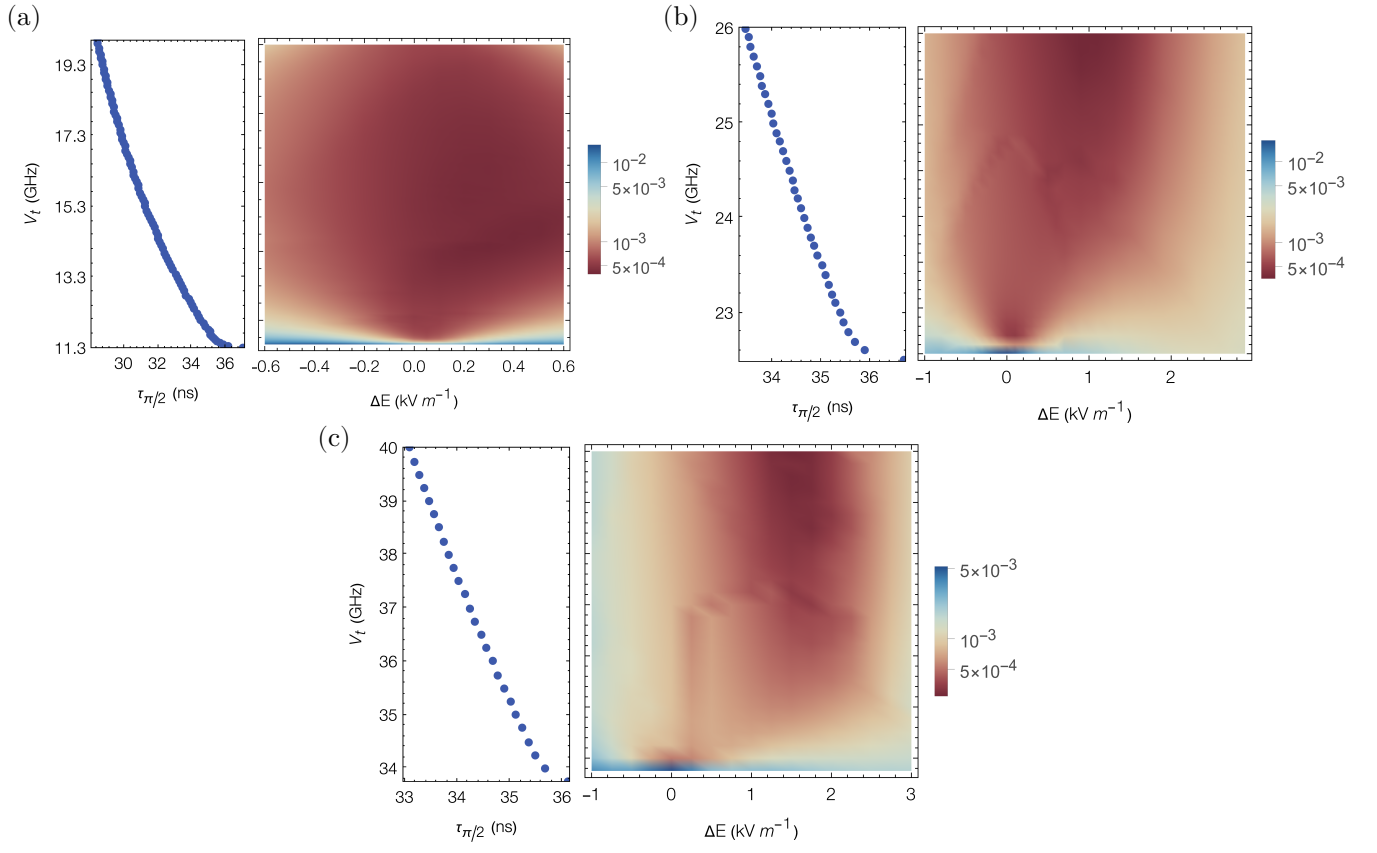 (a)
19.3
17.3
15.3
13.3
11.3
V_t (GHz)
30 32 34 36
τ_π/2 (ns)
−0.6 −0.4 −0.2 0.0 0.2 0.4 0.6
ΔE (kV m⁻¹)
10⁻²
5×10⁻³
10⁻³
5×10⁻⁴
(b)
26
25
24
23
V_t (GHz)
34 35 36
τ_π/2 (ns)
−1 0 1 2
ΔE (kV m⁻¹)
10⁻²
5×10⁻³
10⁻³
5×10⁻⁴
(c)
40
39
38
37
36
35
34
V_t (GHz)
33 34 35 36
τ_π/2 (ns)
−1 0 1 2 3
ΔE (kV m⁻¹)
5×10⁻³
10⁻³
5×10⁻⁴